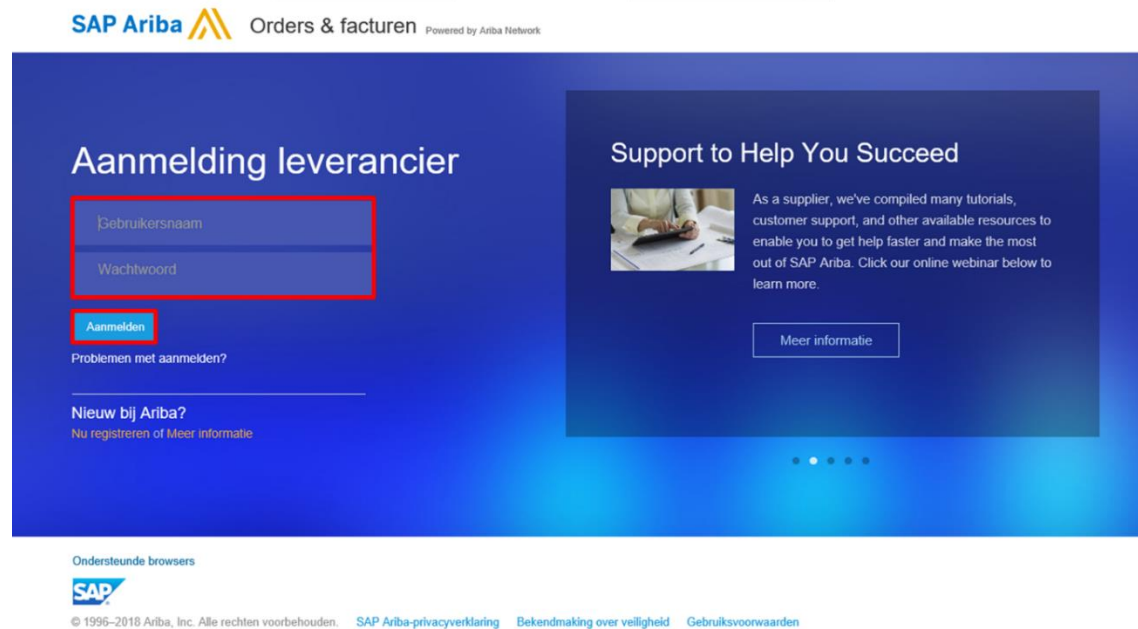 SAP Ariba Orders & facturen Powered by Ariba Network
Aanmelding leverancier
Gebruikersnaam
Wachtwoord
Aanmelden
Problemen met aanmelden?
Nieuw bij Ariba?
Nu registreren of Meer informatie
Support to Help You Succeed
As a supplier, we've compiled many tutorials,
customer support, and other available resources to
enable you to get help faster and make the most
out of SAP Ariba. Click our online webinar below to
learn more.
Meer informatie
Ondersteunde browsers
SAP
© 1996–2018 Ariba, Inc. Alle rechten voorbehouden. SAP Ariba-privacyverklaring Bekendmaking over veiligheid Gebruiksvoorwaarden